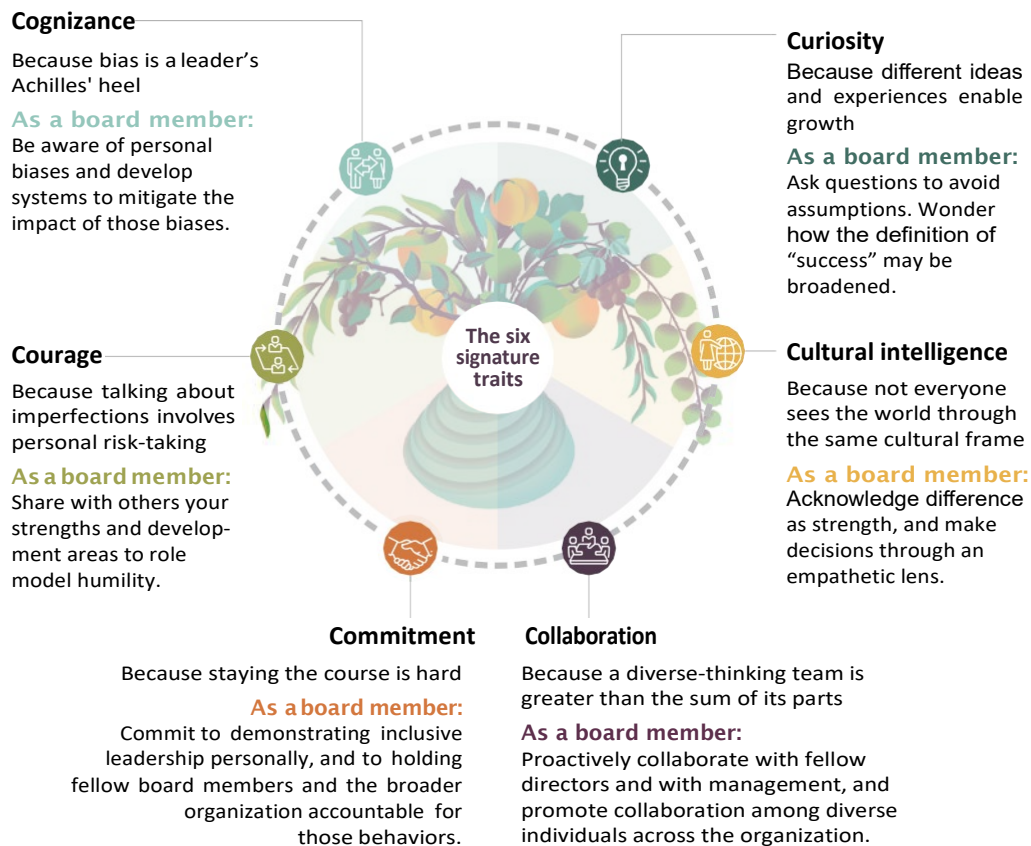 Cognizance
Because bias is a leader’s
Achilles' heel
As a board member:
Be aware of personal
biases and develop
systems to mitigate the
impact of those biases.
Curiosity
Because different ideas
and experiences enable
growth
As a board member:
Ask questions to avoid
assumptions. Wonder
how the definition of
“success” may be
broadened.
The six
signature
traits
Courage
Because talking about
imperfections involves
personal risk-taking
As a board member:
Share with others your
strengths and develop-
ment areas to role
model humility.
Cultural intelligence
Because not everyone
sees the world through
the same cultural frame
As a board member:
Acknowledge difference
as strength, and make
decisions through an
empathetic lens.
Commitment
Because staying the course is hard
As a board member:
Commit to demonstrating inclusive
leadership personally, and to holding
fellow board members and the broader
organization accountable for
those behaviors.
Collaboration
Because a diverse-thinking team is
greater than the sum of its parts
As a board member:
Proactively collaborate with fellow
directors and with management, and
promote collaboration among diverse
individuals across the organization.